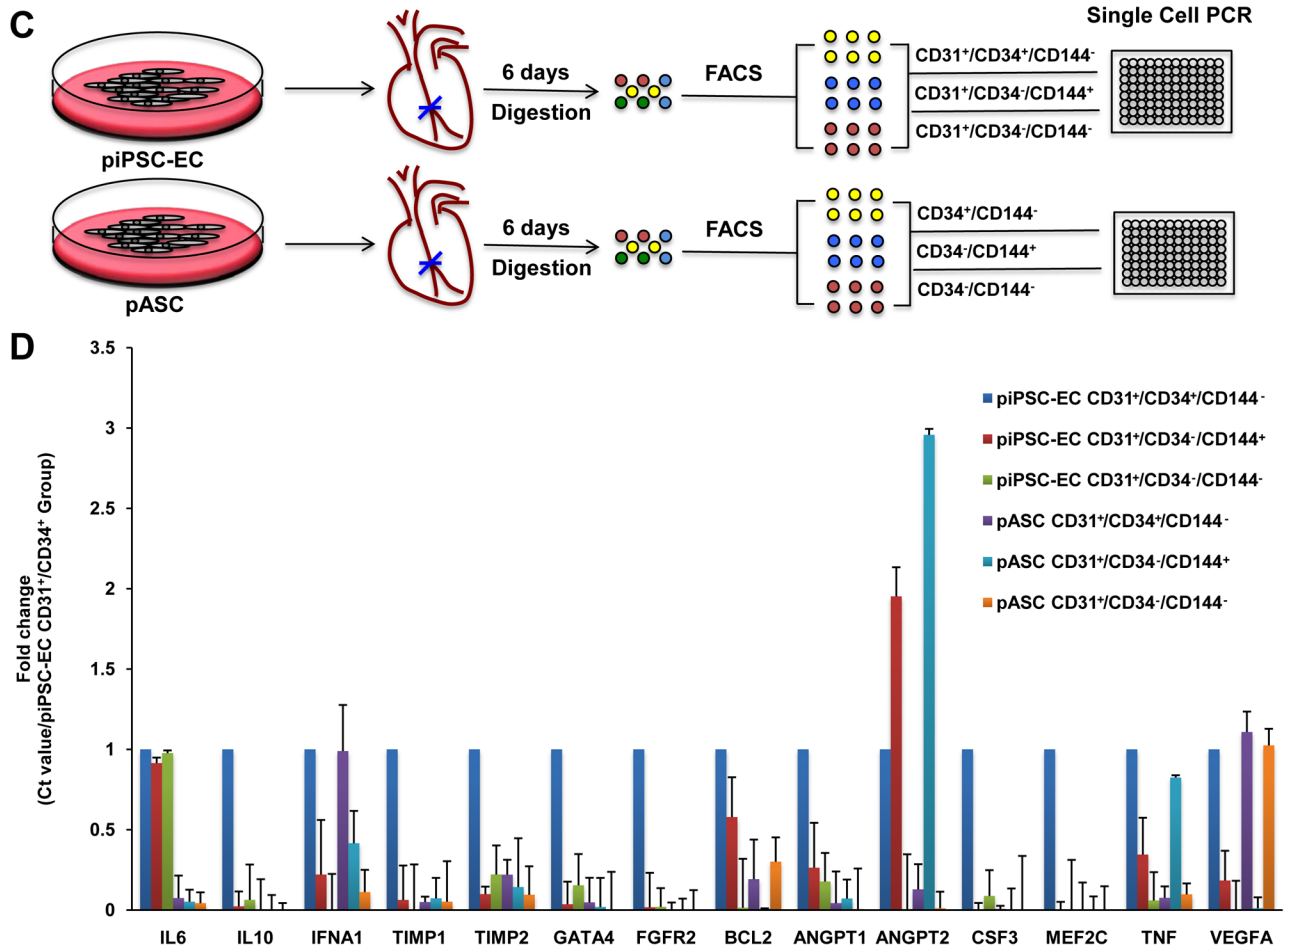 C
Single Cell PCR
piPSC-EC
6 days
Digestion
FACS
CD31⁺/CD34⁺/CD144⁻
CD31⁺/CD34⁻/CD144⁺
CD31⁺/CD34⁻/CD144⁻
pASC
6 days
Digestion
FACS
CD34⁺/CD144⁻
CD34⁻/CD144⁺
CD34⁻/CD144⁻
D
Fold change
(Ct value/piPSC-EC CD31⁺/CD34⁺ Group)
3.5
3
2.5
2
1.5
1
0.5
0
piPSC-EC CD31⁺/CD34⁺/CD144⁻
piPSC-EC CD31⁺/CD34⁻/CD144⁺
piPSC-EC CD31⁺/CD34⁻/CD144⁻
pASC CD31⁺/CD34⁺/CD144⁻
pASC CD31⁺/CD34⁻/CD144⁺
pASC CD31⁺/CD34⁻/CD144⁻
IL6 IL10 IFNA1 TIMP1 TIMP2 GATA4 FGFR2 BCL2 ANGPT1 ANGPT2 CSF3 MEF2C TNF VEGFA